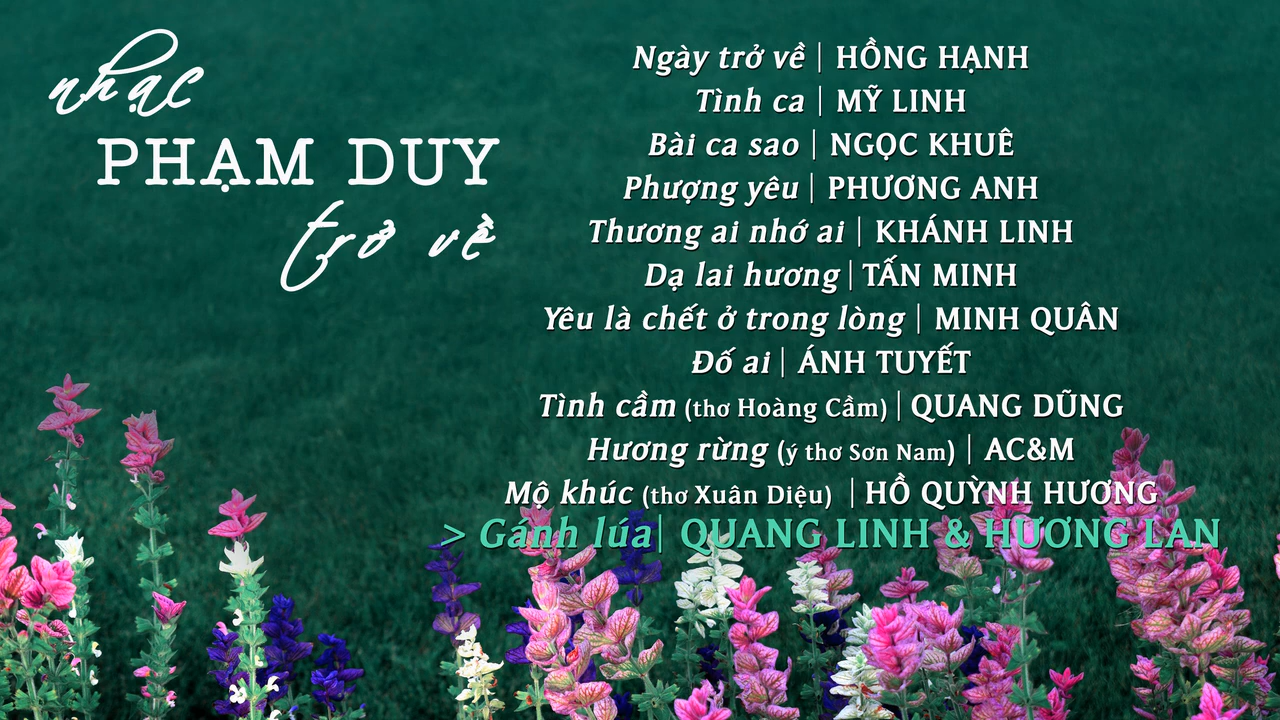 nhạc
PHẠM DUY
trở về
Ngày trở về | HỒNG HẠNH
Tình ca | MỸ LINH
Bài ca sao | NGỌC KHUÊ
Phượng yêu | PHƯƠNG ANH
Thương ai nhớ ai | KHÁNH LINH
Dạ lai hương | TẤN MINH
Yêu là chết ở trong lòng | MINH QUÂN
Đố ai | ÁNH TUYẾT
Tình cầm (thơ Hoàng Cầm) | QUANG DŨNG
Hương rừng (ý thơ Sơn Nam) | AC&M
Mộ khúc (thơ Xuân Diệu) | HỒ QUỲNH HƯƠNG
> Gánh lúa | QUANG LINH & HƯƠNG LAN